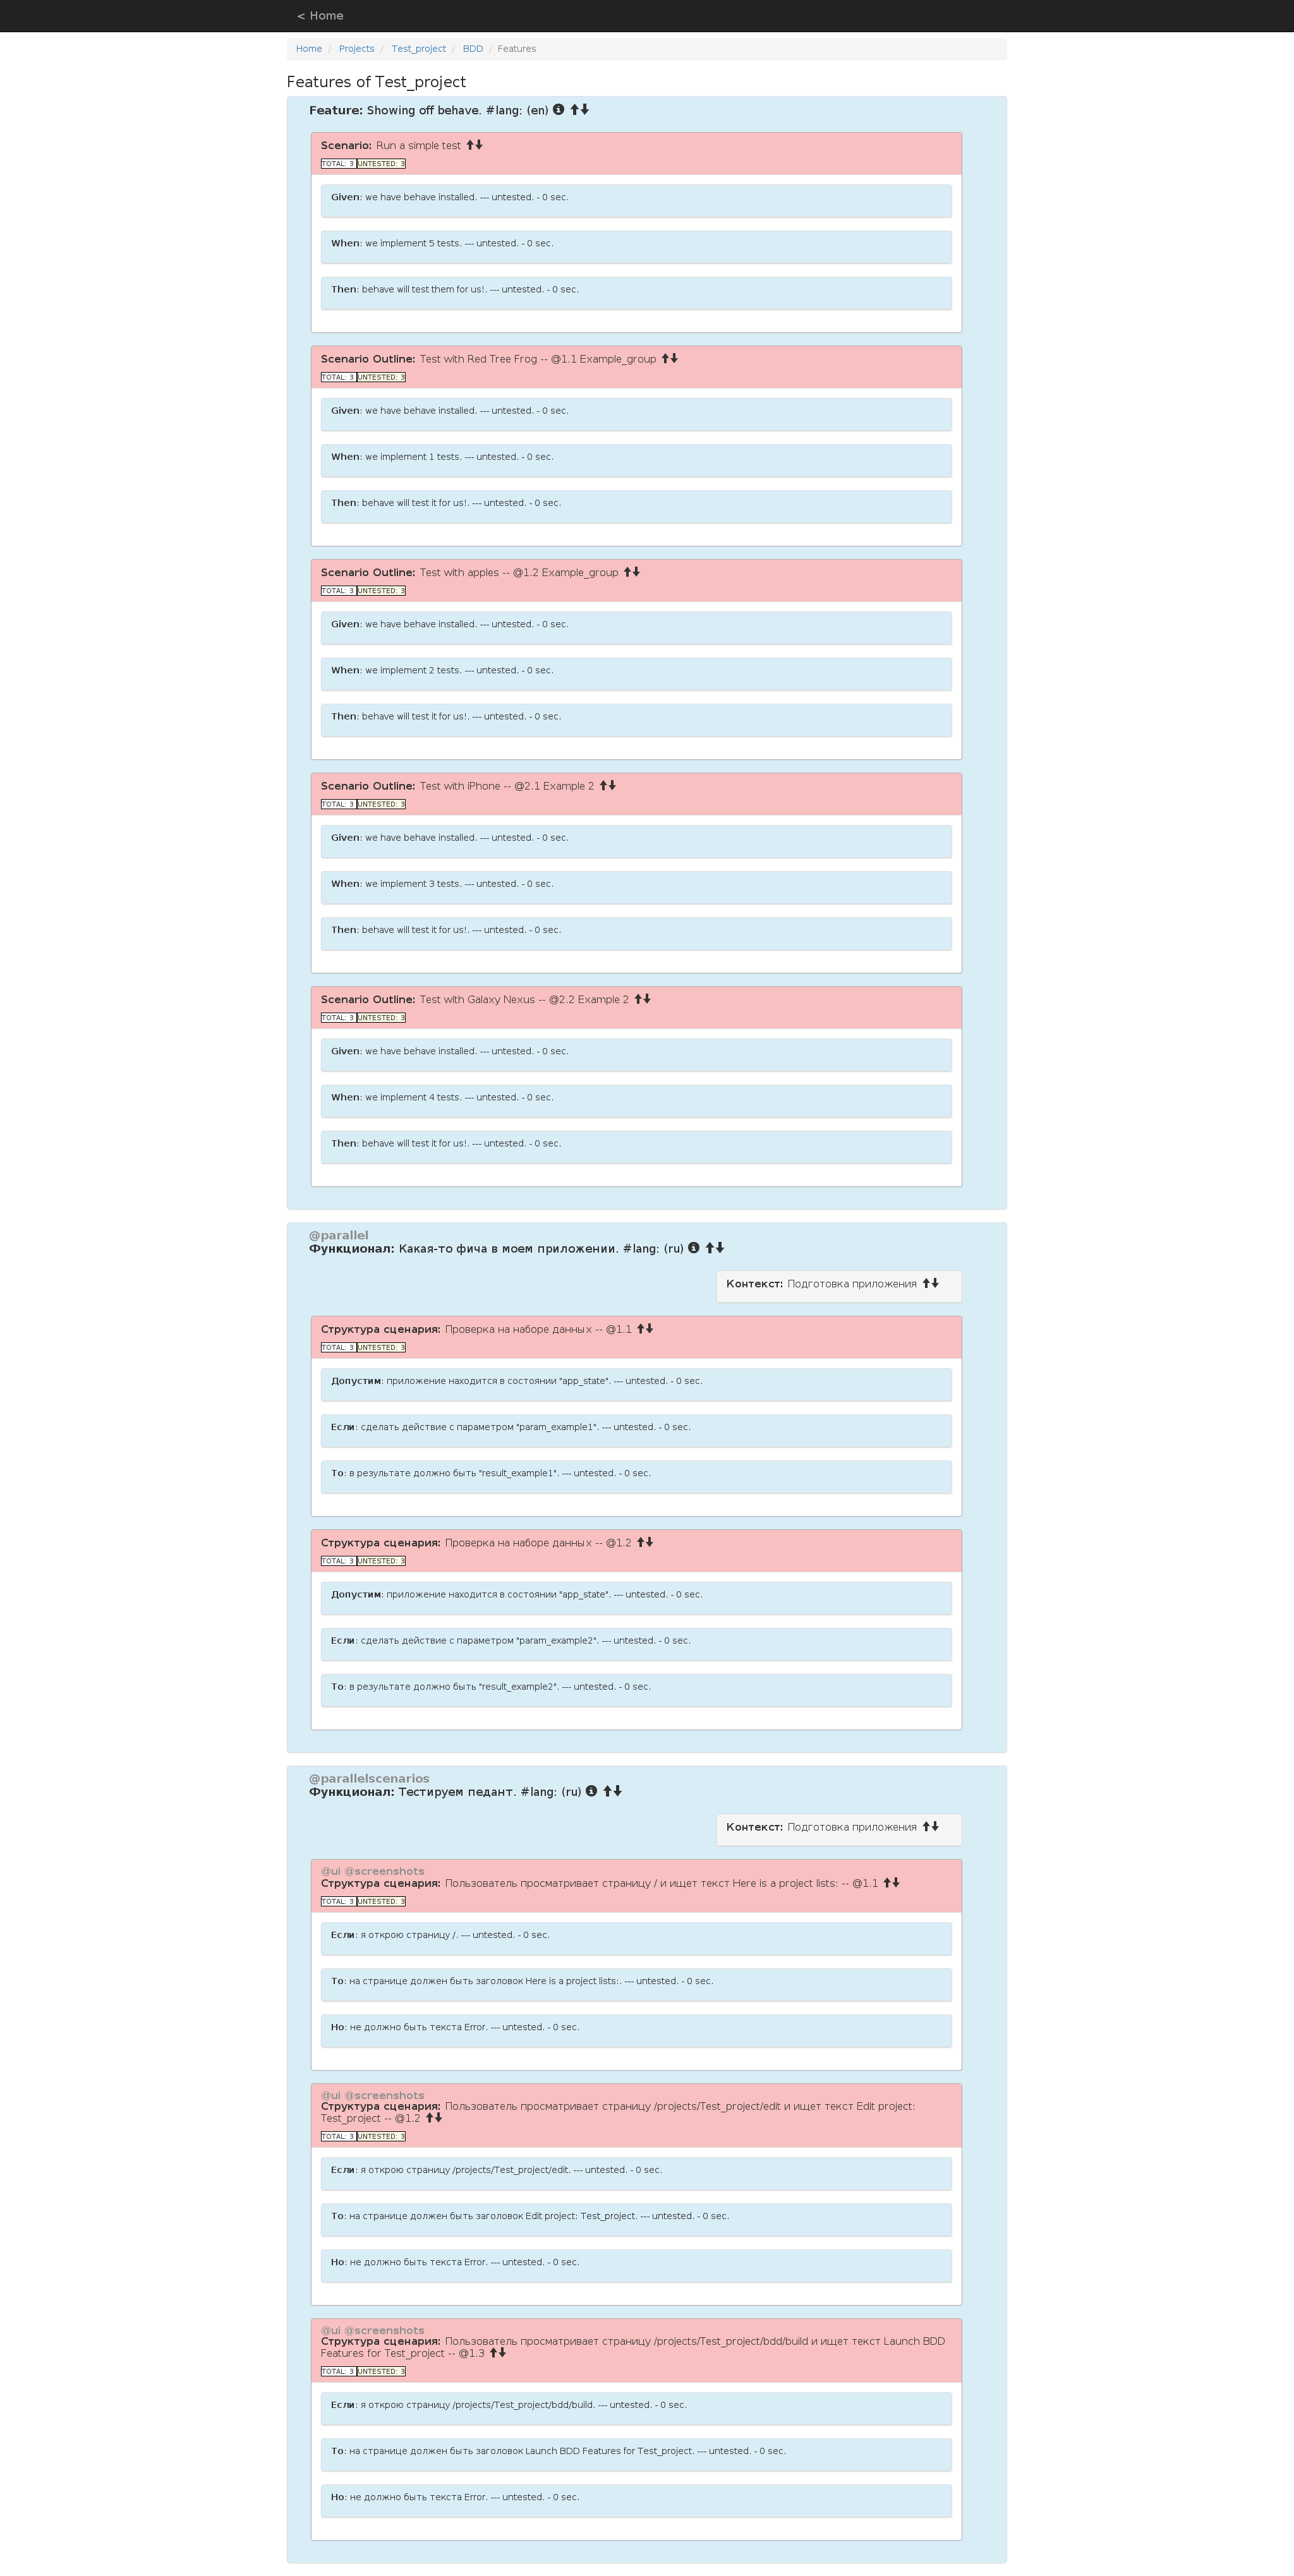 < Home
Home / Projects / Test_project / BDD / Features
Features of Test_project
Feature: Showing off behave. #lang: (en)
Scenario: Run a simple test
TOTAL: 3 UNTESTED: 3
Given: we have behave installed. --- untested. - 0 sec.
When: we implement 5 tests. --- untested. - 0 sec.
Then: behave will test them for us!. --- untested. - 0 sec.
Scenario Outline: Test with Red Tree Frog -- @1.1 Example_group
TOTAL: 3 UNTESTED: 3
Given: we have behave installed. --- untested. - 0 sec.
When: we implement 1 tests. --- untested. - 0 sec.
Then: behave will test it for us!. --- untested. - 0 sec.
Scenario Outline: Test with apples -- @1.2 Example_group
TOTAL: 3 UNTESTED: 3
Given: we have behave installed. --- untested. - 0 sec.
When: we implement 2 tests. --- untested. - 0 sec.
Then: behave will test it for us!. --- untested. - 0 sec.
Scenario Outline: Test with iPhone -- @2.1 Example 2
TOTAL: 3 UNTESTED: 3
Given: we have behave installed. --- untested. - 0 sec.
When: we implement 3 tests. --- untested. - 0 sec.
Then: behave will test it for us!. --- untested. - 0 sec.
Scenario Outline: Test with Galaxy Nexus -- @2.2 Example 2
TOTAL: 3 UNTESTED: 3
Given: we have behave installed. --- untested. - 0 sec.
When: we implement 4 tests. --- untested. - 0 sec.
Then: behave will test it for us!. --- untested. - 0 sec.
@parallel
Функционал: Какая-то фича в моем приложении. #lang: (ru)
Контекст: Подготовка приложения
Структура сценария: Проверка на наборе данных -- @1.1
TOTAL: 3 UNTESTED: 3
Допустим: приложение находится в состоянии "app_state". --- untested. - 0 sec.
Если: сделать действие с параметром "param_example1". --- untested. - 0 sec.
То: в результате должно быть "result_example1". --- untested. - 0 sec.
Структура сценария: Проверка на наборе данных -- @1.2
TOTAL: 3 UNTESTED: 3
Допустим: приложение находится в состоянии "app_state". --- untested. - 0 sec.
Если: сделать действие с параметром "param_example2". --- untested. - 0 sec.
То: в результате должно быть "result_example2". --- untested. - 0 sec.
@parallelscenarios
Функционал: Тестируем педант. #lang: (ru)
Контекст: Подготовка приложения
@ui @screenshots
Структура сценария: Пользователь просматривает страницу / и ищет текст Here is a project lists: -- @1.1
TOTAL: 3 UNTESTED: 3
Если: я открою страницу /. --- untested. - 0 sec.
То: на странице должен быть заголовок Here is a project lists:. --- untested. - 0 sec.
Но: не должно быть текста Error. --- untested. - 0 sec.
@ui @screenshots
Структура сценария: Пользователь просматривает страницу /projects/Test_project/edit и ищет текст Edit project:
Test_project -- @1.2
TOTAL: 3 UNTESTED: 3
Если: я открою страницу /projects/Test_project/edit. --- untested. - 0 sec.
То: на странице должен быть заголовок Edit project: Test_project. --- untested. - 0 sec.
Но: не должно быть текста Error. --- untested. - 0 sec.
@ui @screenshots
Структура сценария: Пользователь просматривает страницу /projects/Test_project/bdd/build и ищет текст Launch BDD
Features for Test_project -- @1.3
TOTAL: 3 UNTESTED: 3
Если: я открою страницу /projects/Test_project/bdd/build. --- untested. - 0 sec.
То: на странице должен быть заголовок Launch BDD Features for Test_project. --- untested. - 0 sec.
Но: не должно быть текста Error. --- untested. - 0 sec.